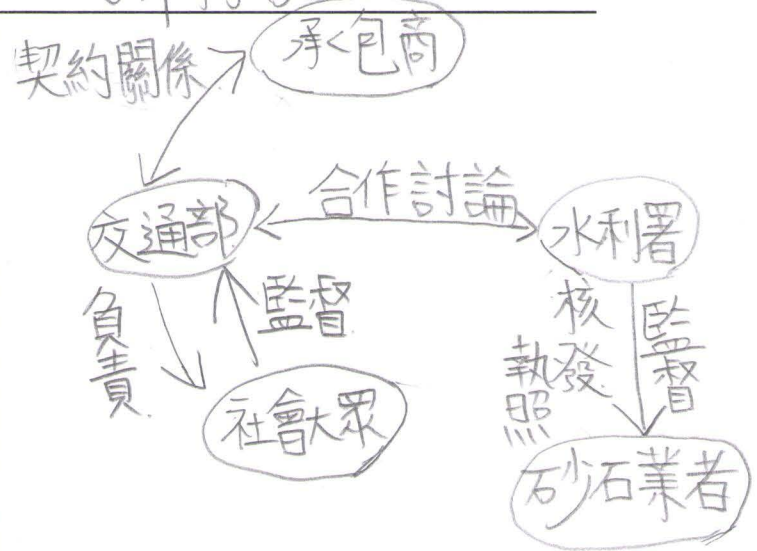 承包商
契約關係
合作討論
交通部
水利署
負責
監督
核發
執照
監督
社會大眾
砂石業者